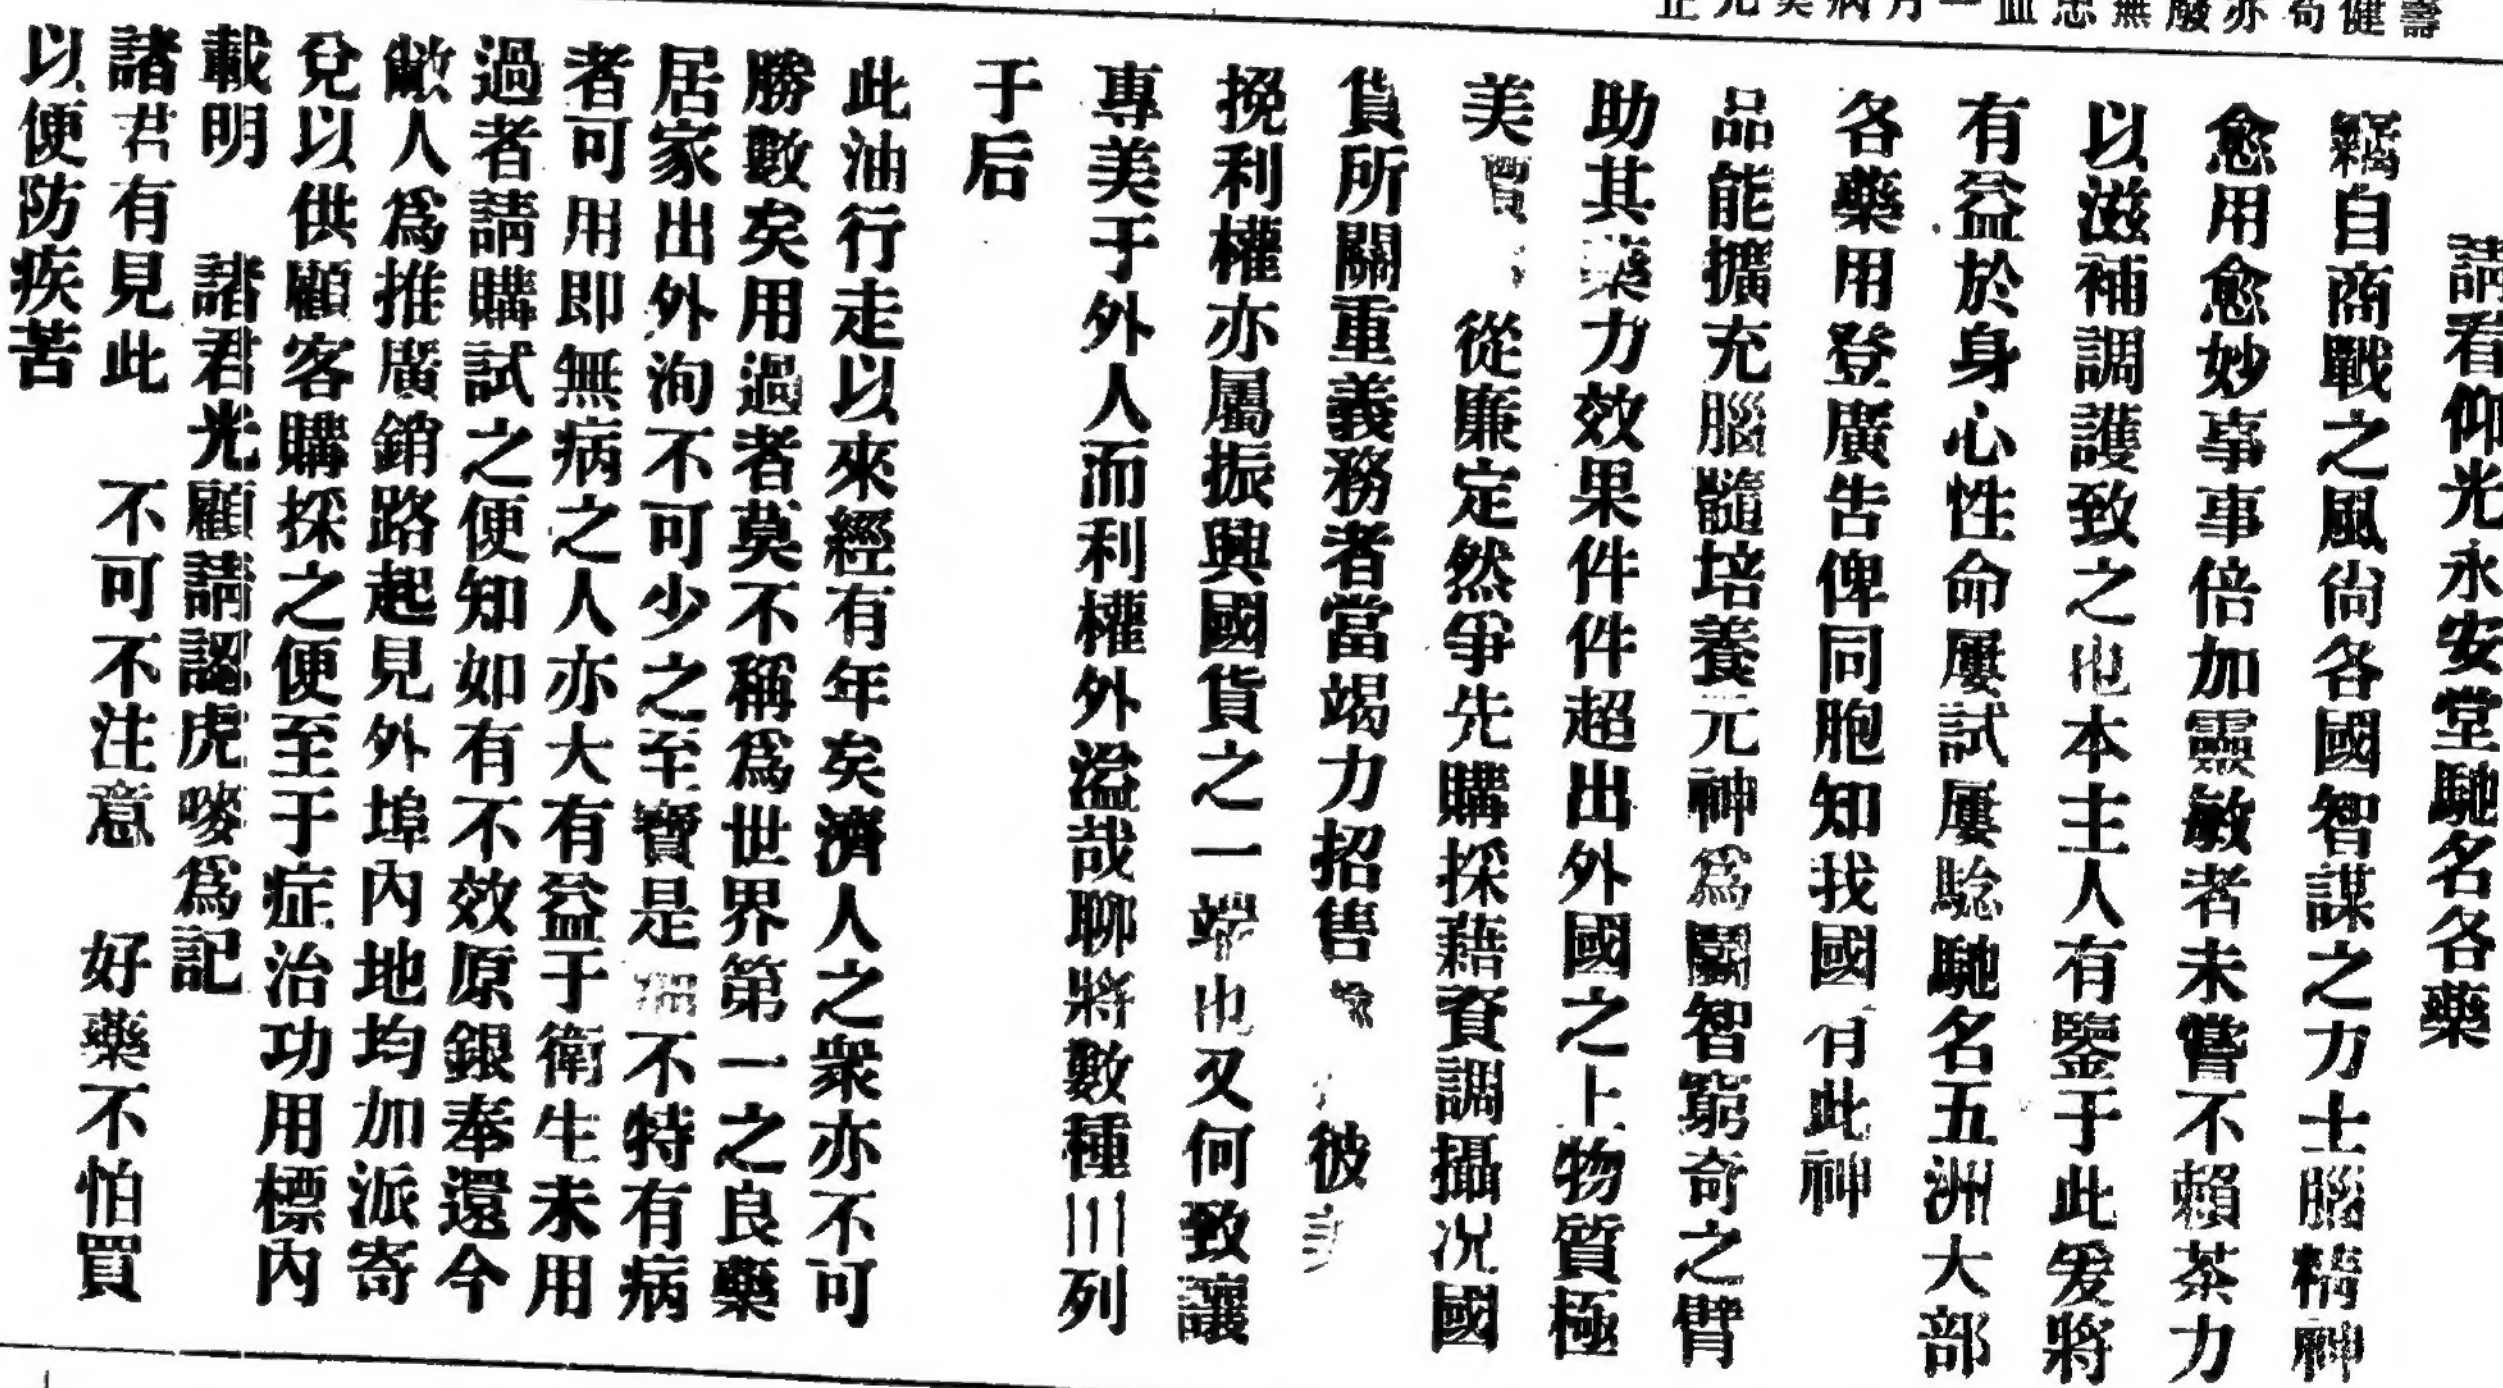 請看仰光永安堂馳名各藥
竊自商戰之風尙各國智謀之力士腦精神
愈用愈妙事事倍加靈敏者未嘗不賴茶力
以滋補調護致之也本主人有鑒于此爰將
有益於身心性命屢試屢騐馳名五洲大部
各藥用登廣告俾同胞知我國有此神
品能擴充腦髓培養元神爲鬬智窮奇之臂
助其藥力效果件件超出外國之上物質極
美 從廉定然爭先購採藉資調攝况國
貨所關重義務者當竭力招售 彼
挽利權亦屬振興國貨之一端也又何致讓
專美于外人而利權外溢哉聊將數種川列
于后
此油行走以來經有年矣濟人之衆亦不可
勝數矣用過者莫不稱爲世界第一之良藥
居家出外洵不可少之至寶是 不特有病
者可用即無病之人亦大有益于衛生未用
過者請購試之便知如有不效原銀奉還今
敝人爲推廣銷路起見外埠內地均加派寄
兌以供顧客購採之便至于症治功用標內
載明 諸君光顧請認虎嘜爲記
諸君有見此 不可不注意 好藥不怕買
以便防疾苦